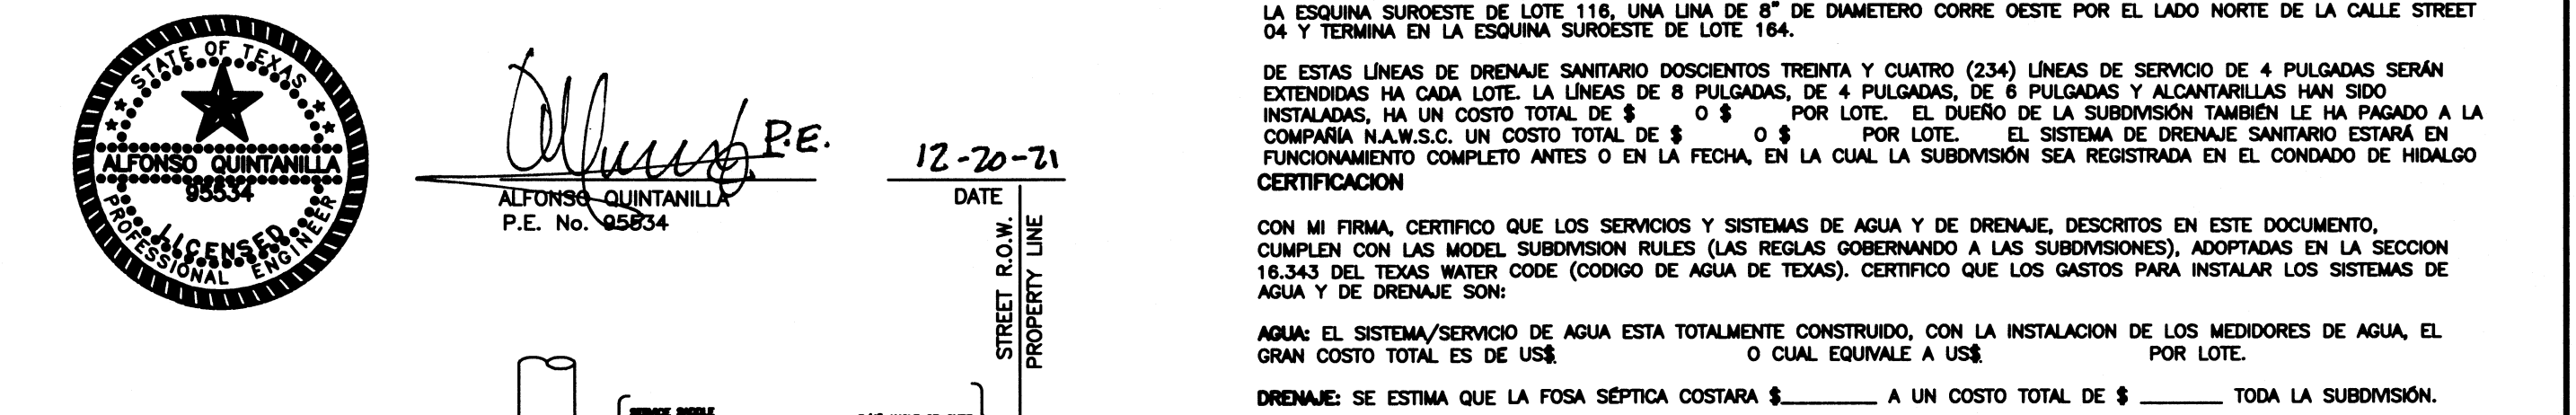 STATE OF TEXAS
ALFONSO QUINTANILLA
95534
LICENSED
PROFESSIONAL ENGINEER
P.E.
12-20-21
ALFONSO QUINTANILLA
DATE
P.E. No. 95534
STREET R.O.W.
PROPERTY LINE
SERVICE SADDLE
LA ESQUINA SUROESTE DE LOTE 116, UNA LINA DE 8" DE DIAMETERO CORRE OESTE POR EL LADO NORTE DE LA CALLE STREET
04 Y TERMINA EN LA ESQUINA SUROESTE DE LOTE 164.
DE ESTAS LÍNEAS DE DRENAJE SANITARIO DOSCIENTOS TREINTA Y CUATRO (234) LÍNEAS DE SERVICIO DE 4 PULGADAS SERÁN
EXTENDIDAS HA CADA LOTE. LA LÍNEAS DE 8 PULGADAS, DE 4 PULGADAS, DE 6 PULGADAS Y ALCANTARILLAS HAN SIDO
INSTALADAS, HA UN COSTO TOTAL DE $ O $ POR LOTE. EL DUEÑO DE LA SUBDIVISIÓN TAMBIÉN LE HA PAGADO A LA
COMPAÑÍA N.A.W.S.C. UN COSTO TOTAL DE $ O $ POR LOTE. EL SISTEMA DE DRENAJE SANITARIO ESTARÁ EN
FUNCIONAMIENTO COMPLETO ANTES O EN LA FECHA, EN LA CUAL LA SUBDIVISIÓN SEA REGISTRADA EN EL CONDADO DE HIDALGO
CERTIFICACION
CON MI FIRMA, CERTIFICO QUE LOS SERVICIOS Y SISTEMAS DE AGUA Y DE DRENAJE, DESCRITOS EN ESTE DOCUMENTO,
CUMPLEN CON LAS MODEL SUBDIVISION RULES (LAS REGLAS GOBERNANDO A LAS SUBDIVISIONES), ADOPTADAS EN LA SECCION
16.343 DEL TEXAS WATER CODE (CODIGO DE AGUA DE TEXAS). CERTIFICO QUE LOS GASTOS PARA INSTALAR LOS SISTEMAS DE
AGUA Y DE DRENAJE SON:
AGUA: EL SISTEMA/SERVICIO DE AGUA ESTA TOTALMENTE CONSTRUIDO, CON LA INSTALACION DE LOS MEDIDORES DE AGUA, EL
GRAN COSTO TOTAL ES DE US$ O CUAL EQUIVALE A US$ POR LOTE.
DRENAJE: SE ESTIMA QUE LA FOSA SÉPTICA COSTARA $________ A UN COSTO TOTAL DE $ ________ TODA LA SUBDIVISIÓN.